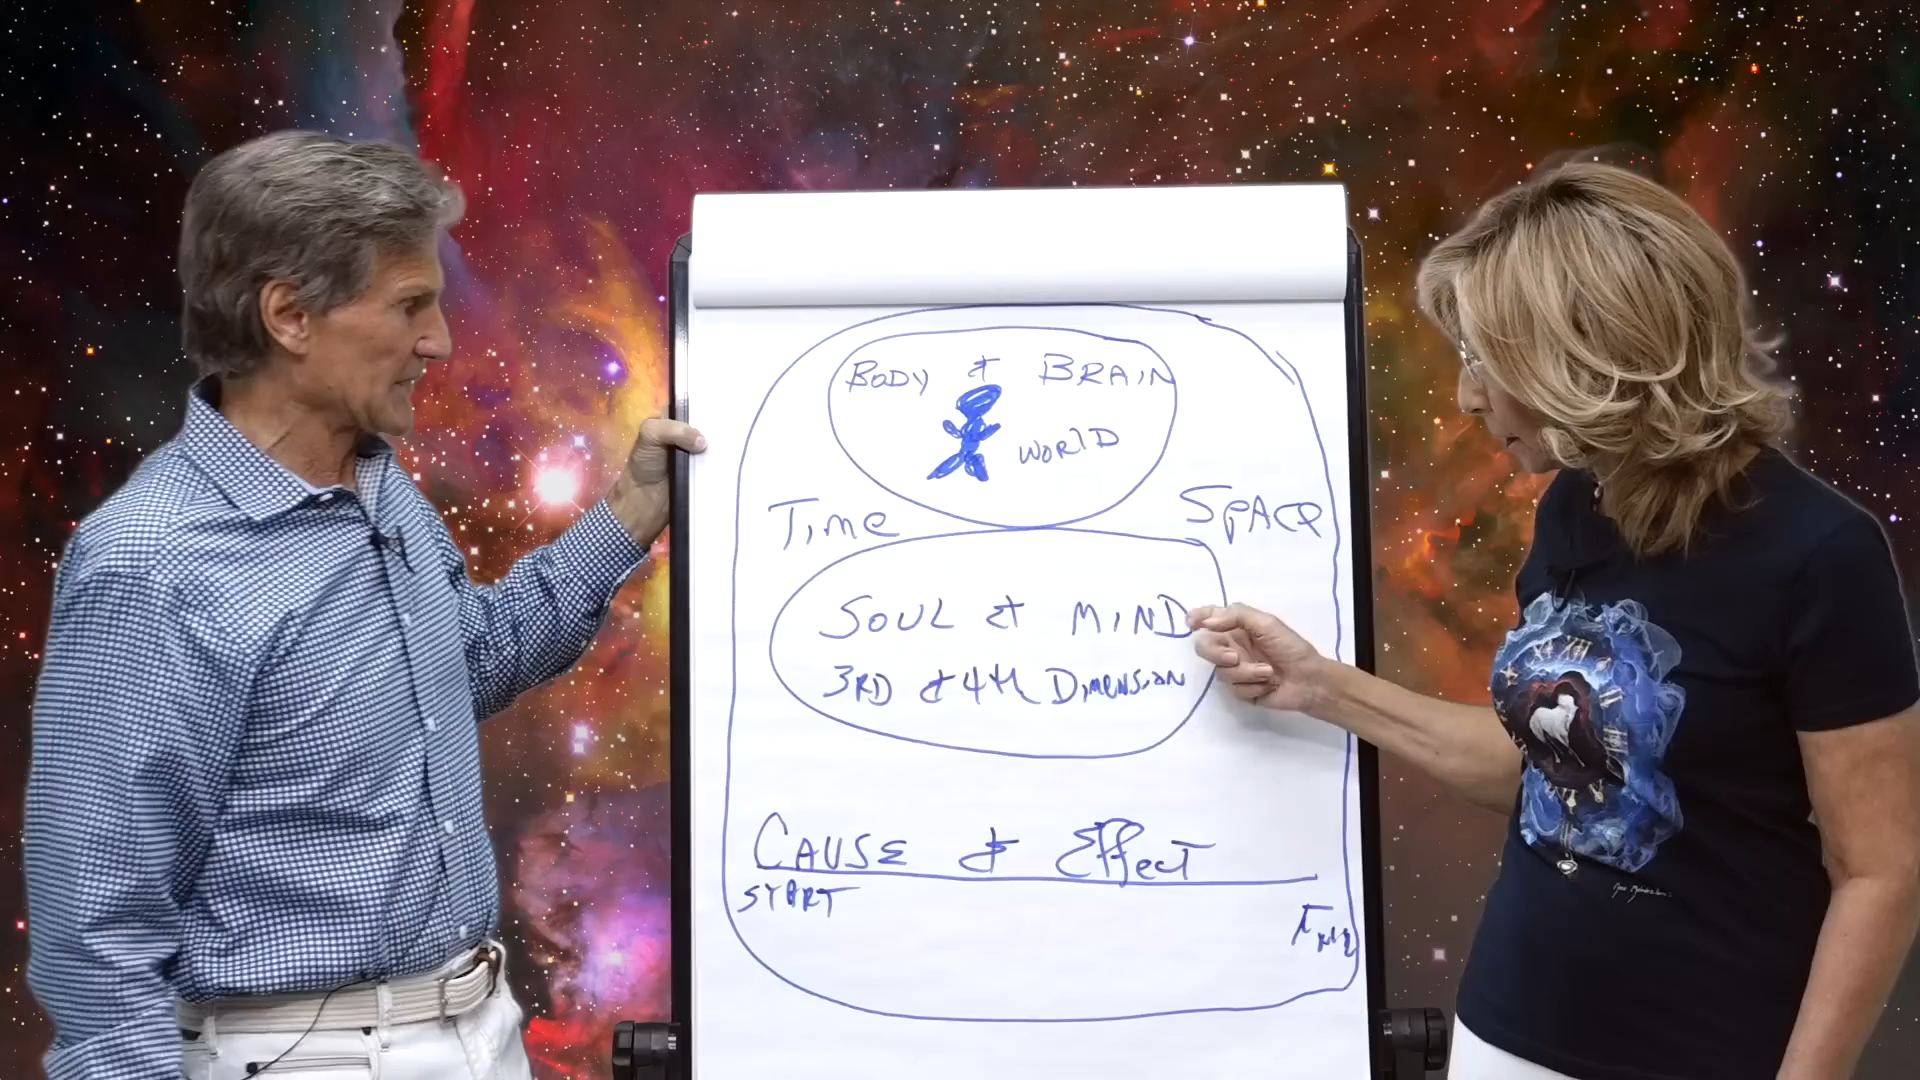 BODY & BRAIN
WORLD
TIME SPACE
SOUL & MIND
3RD & 4th DIMENSION
CAUSE & Effect
START